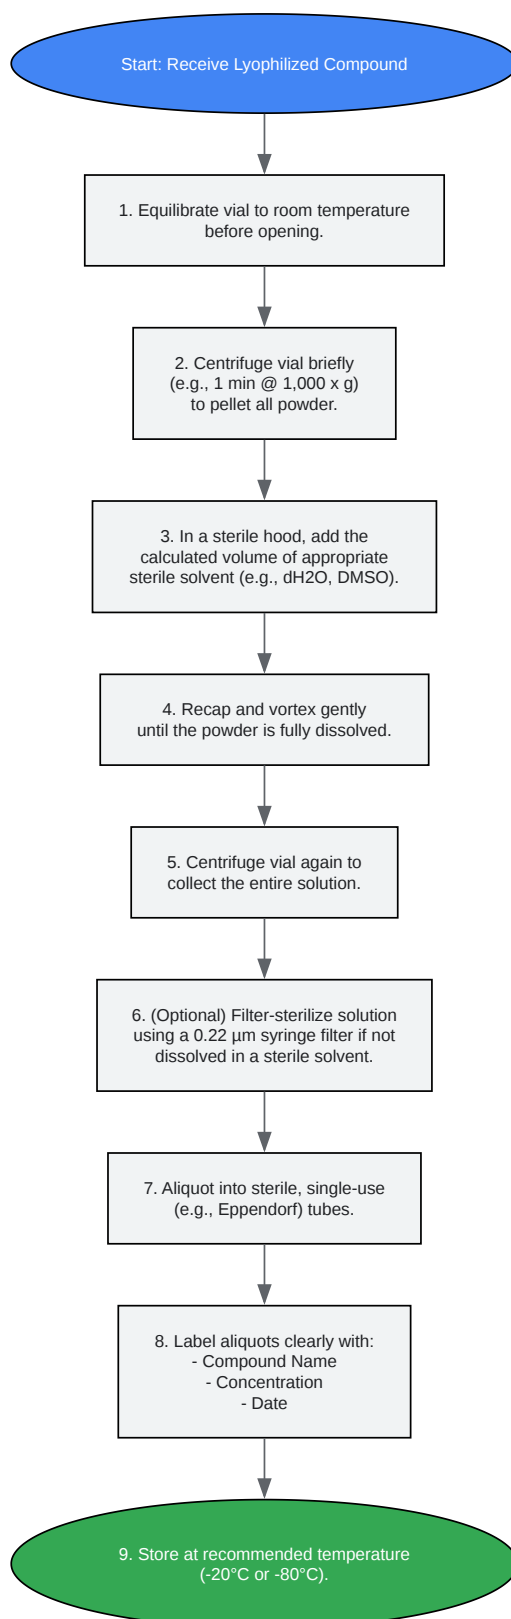 Start: Receive Lyophilized Compound
1. Equilibrate vial to room temperature
before opening.
2. Centrifuge vial briefly
(e.g., 1 min @ 1,000 x g)
to pellet all powder.
3. In a sterile hood, add the
calculated volume of appropriate
sterile solvent (e.g., dH2O, DMSO).
4. Recap and vortex gently
until the powder is fully dissolved.
5. Centrifuge vial again to
collect the entire solution.
6. (Optional) Filter-sterilize solution
using a 0.22 µm syringe filter if not
dissolved in a sterile solvent.
7. Aliquot into sterile, single-use
(e.g., Eppendorf) tubes.
8. Label aliquots clearly with:
- Compound Name
- Concentration
- Date
9. Store at recommended temperature
(-20°C or -80°C).